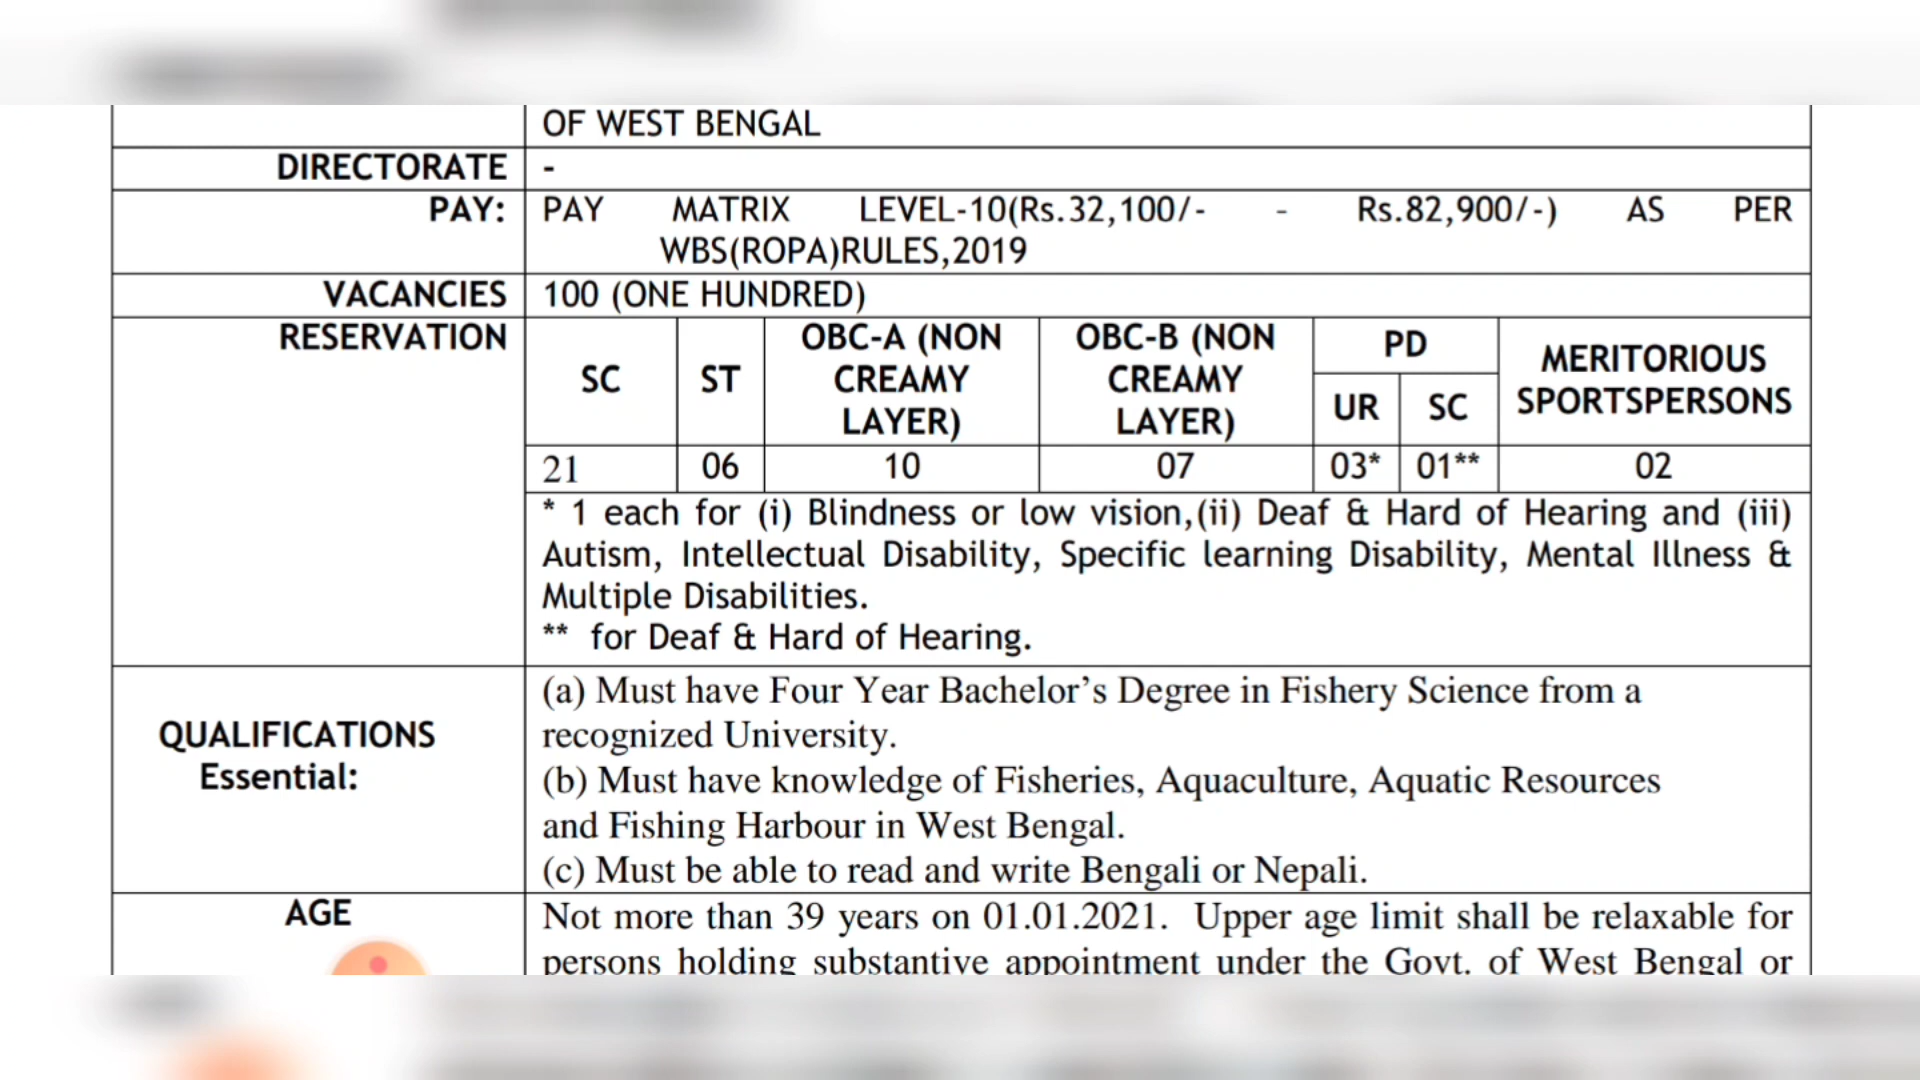 OF WEST BENGAL
DIRECTORATE -
PAY: PAY MATRIX LEVEL-10(Rs.32,100/- - Rs.82,900/-) AS PER
WBS(ROPA)RULES,2019
VACANCIES 100 (ONE HUNDRED)
RESERVATION
SC
ST
OBC-A (NON
CREAMY
LAYER)
OBC-B (NON
CREAMY
LAYER)
PD
UR SC
MERITORIOUS
SPORTSPERSONS
21 06 10 07 03* 01** 02
* 1 each for (i) Blindness or low vision,(ii) Deaf & Hard of Hearing and (iii)
Autism, Intellectual Disability, Specific learning Disability, Mental Illness &
Multiple Disabilities.
** for Deaf & Hard of Hearing.
QUALIFICATIONS
Essential:
(a) Must have Four Year Bachelor’s Degree in Fishery Science from a
recognized University.
(b) Must have knowledge of Fisheries, Aquaculture, Aquatic Resources
and Fishing Harbour in West Bengal.
(c) Must be able to read and write Bengali or Nepali.
AGE
Not more than 39 years on 01.01.2021. Upper age limit shall be relaxable for
persons holding substantive appointment under the Govt. of West Bengal or